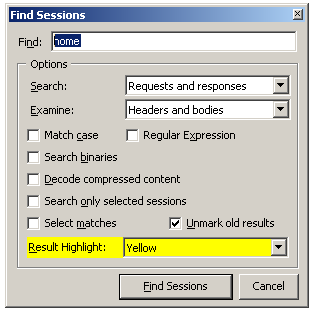 Find Sessions
Find: home
Options
Search: Requests and responses
Examine: Headers and bodies
Match case Regular Expression
Search binaries
Decode compressed content
Search only selected sessions
Select matches Unmark old results
Result Highlight: Yellow
Find Sessions Cancel